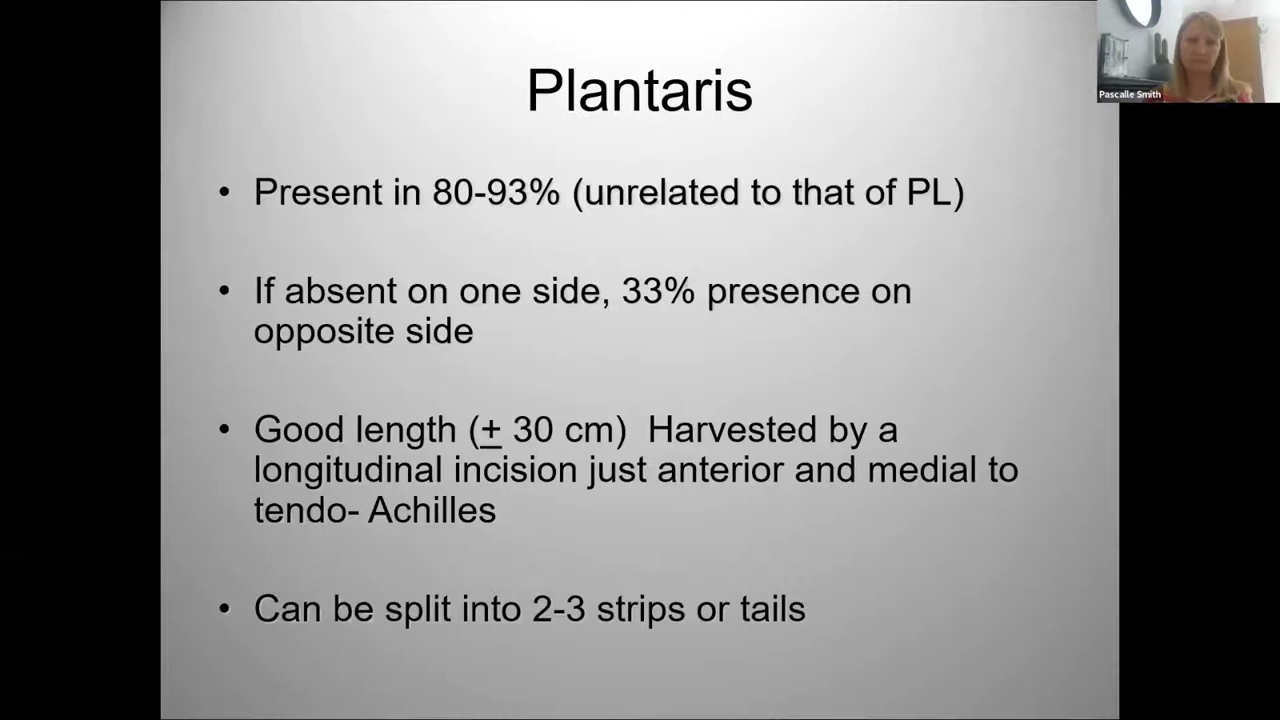 Plantaris
• Present in 80-93% (unrelated to that of PL)
• If absent on one side, 33% presence on
opposite side
• Good length (+ 30 cm)  Harvested by a
longitudinal incision just anterior and medial to
tendo- Achilles
• Can be split into 2-3 strips or tails
Pascalle Smith